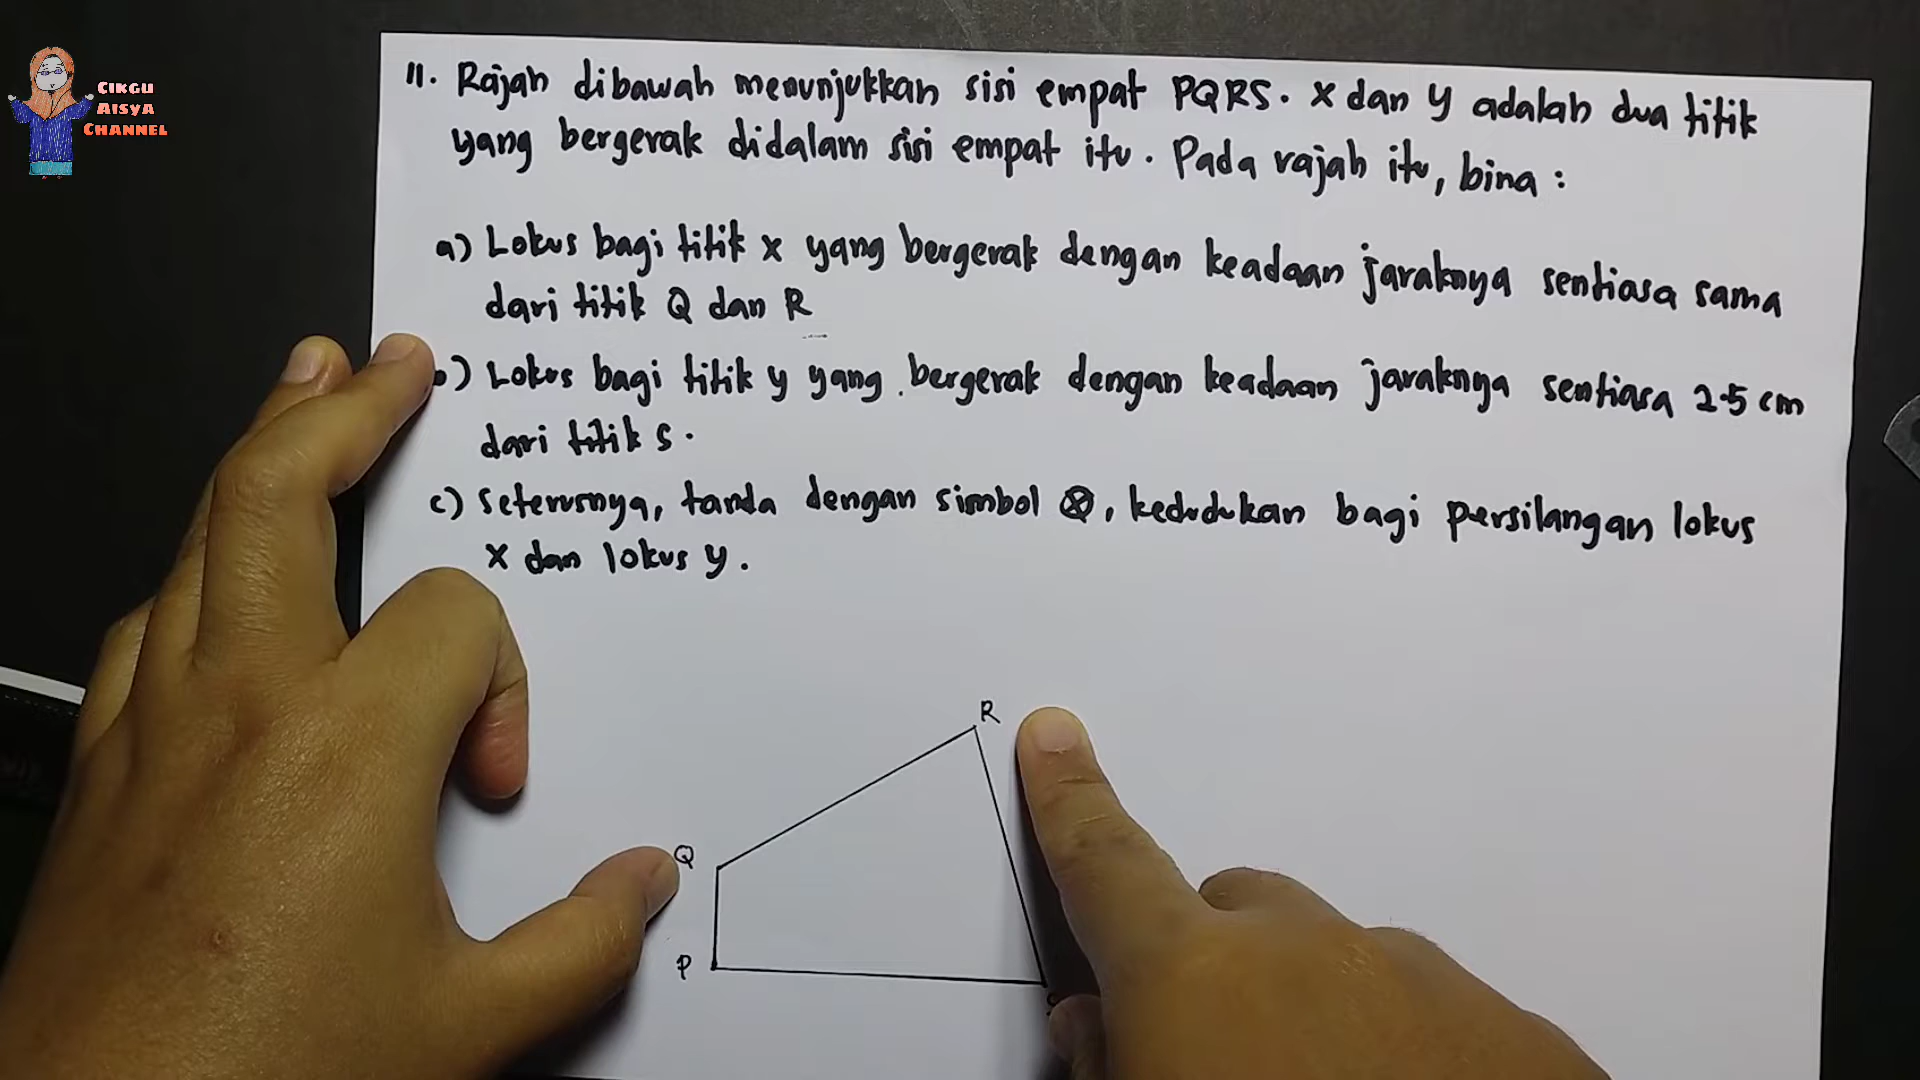 CIKGU
AISYA
CHANNEL
11. Rajah dibawah menunjukkan sisi empat PQRS. X dan Y adalah dua titik
yang bergerak didalam sisi empat itu. Pada rajah itu, bina :
a) Lokus bagi titik X yang bergerak dengan keadaan jaraknya sentiasa sama
dari titik Q dan R
b) Lokus bagi titik Y yang bergerak dengan keadaan jaraknya sentiasa 2.5 cm
dari titik S.
c) Seterusnya, tanda dengan simbol ⊗, kedudukan bagi persilangan lokus
X dan lokus Y.
R
Q
P
S